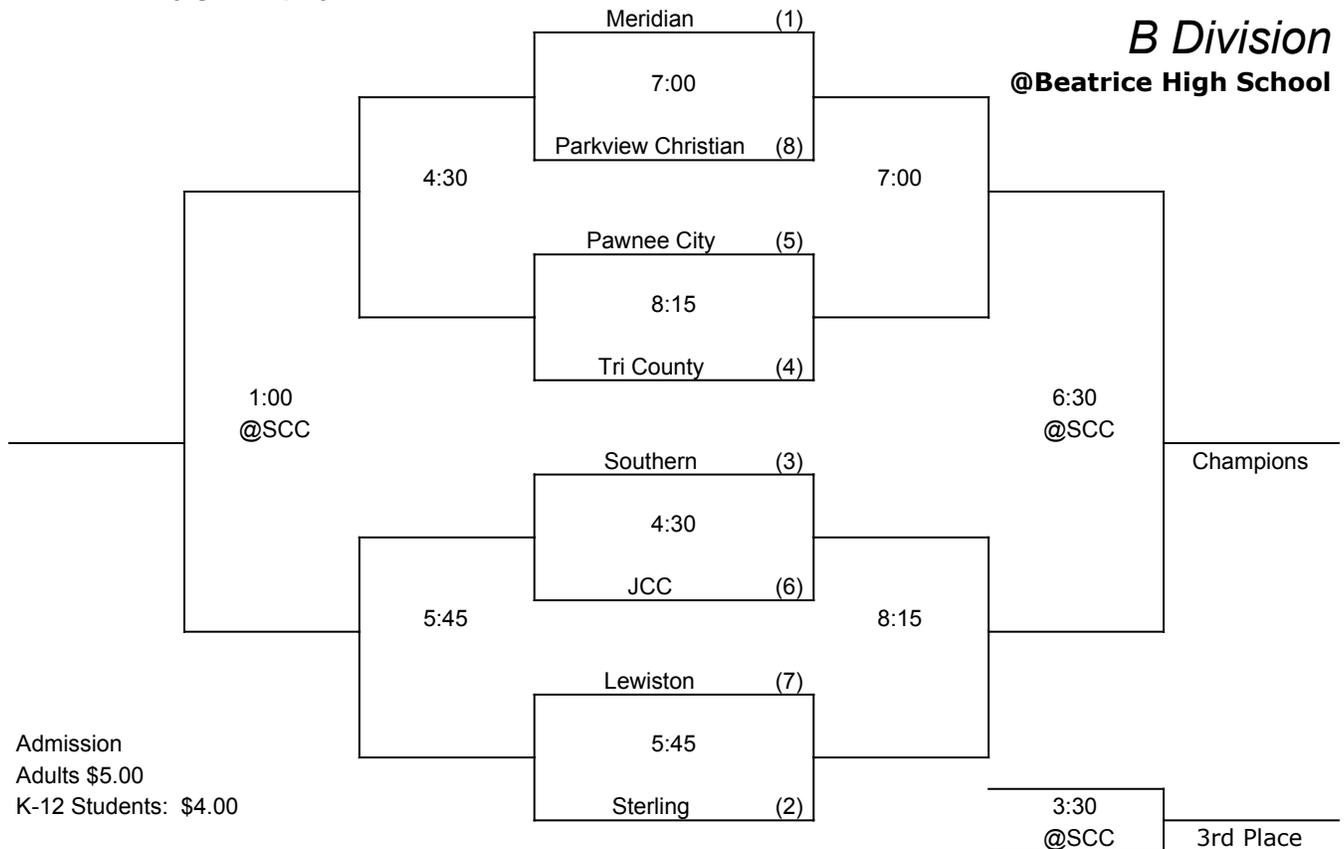 Meridian (1)
B Division
@Beatrice High School
7:00
Parkview Christian (8)
4:30
7:00
Pawnee City (5)
8:15
Tri County (4)
1:00
@SCC
6:30
@SCC
Southern (3)
Champions
4:30
JCC (6)
5:45
8:15
Lewiston (7)
5:45
Admission
Adults $5.00
K-12 Students: $4.00
Sterling (2)
3:30
@SCC
3rd Place